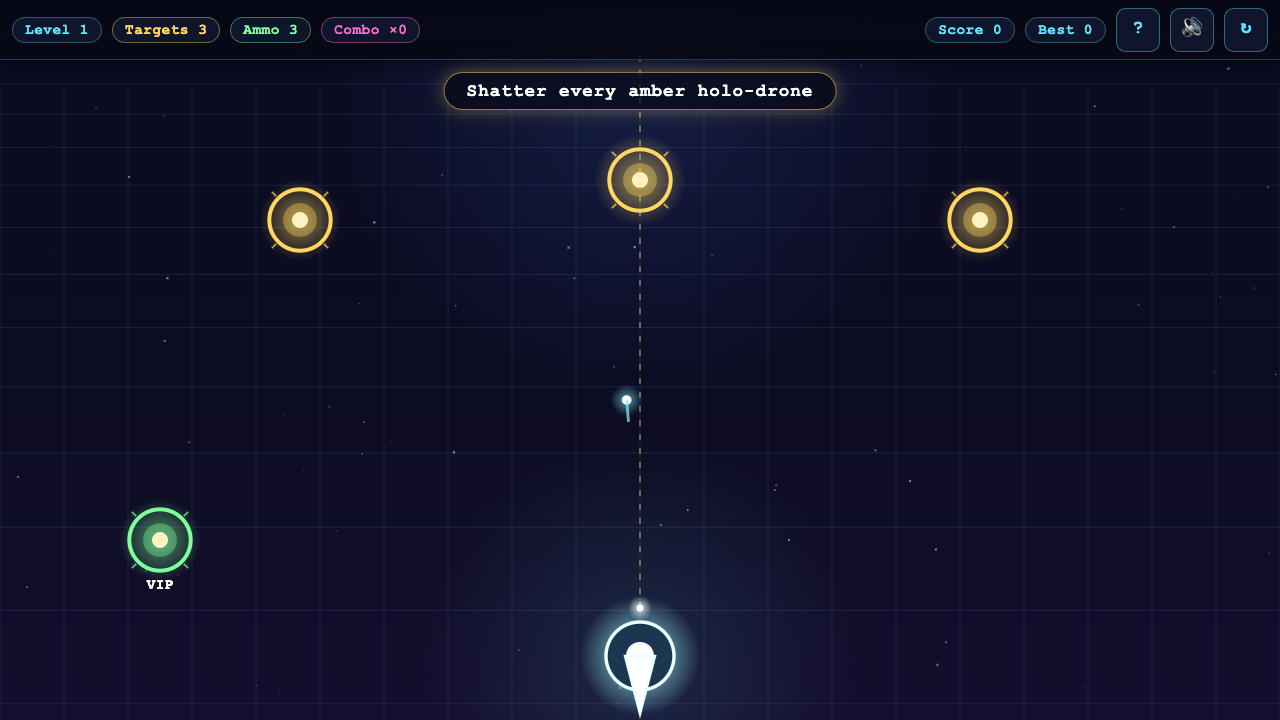 Level 1 Targets 3 Ammo 3 Combo ×0 Score 0 Best 0 ? ↻
Shatter every amber holo-drone
VIP